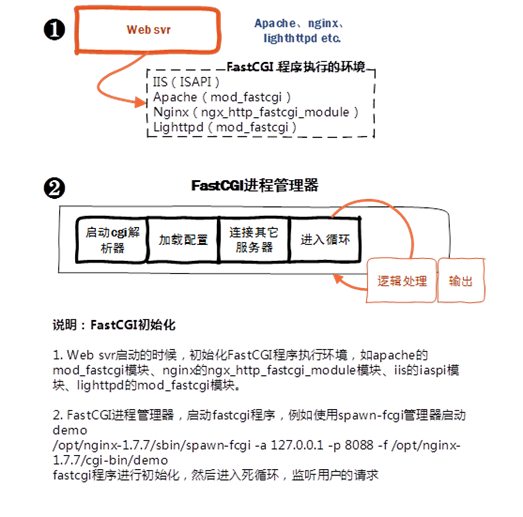 1
Web svr
Apache、nginx、
lighthttpd etc.
FastCGI 程序执行的环境
IIS（ISAPI）
Apache（mod_fastcgi）
Nginx（ngx_http_fastcgi_module）
Lighttpd（mod_fastcgi）
2
FastCGI进程管理器
启动cgi解
析器
加载配置
连接其它
服务器
进入循环
逻辑处理
输出
说明：FastCGI初始化
1. Web svr启动的时候，初始化FastCGI程序执行环境，如apache的
mod_fastcgi模块、nginx的ngx_http_fastcgi_module模块、iis的iaspi模
块、lighttpd的mod_fastcgi模块。
2. FastCGI进程管理器，启动fastcgi程序，例如使用spawn-fcgi管理器启动
demo
/opt/nginx-1.7.7/sbin/spawn-fcgi -a 127.0.0.1 -p 8088 -f /opt/nginx-
1.7.7/cgi-bin/demo
fastcgi程序进行初始化，然后进入死循环，监听用户的请求